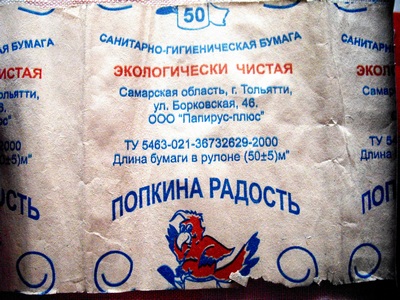 50
САНИТАРНО-ГИГИЕНИЧЕСКАЯ БУМАГА
ЭКОЛОГИЧЕСКИ ЧИСТАЯ
Самарская область, г. Тольятти,
ул. Борковская, 46.
ООО "Папирус-плюс"
ТУ 5463-021-36732629-2000
Длина бумаги в рулоне (50±5)м"
ПОПКИНА РАДОСТЬ